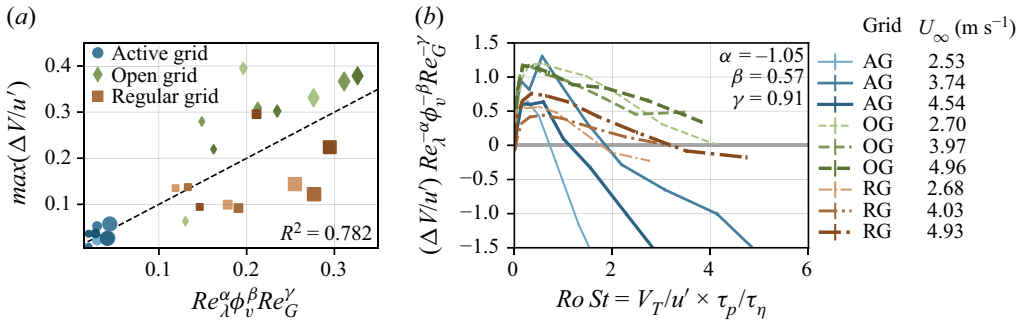 (a)
Active grid
Open grid
Regular grid
max(ΔV/u′)
0.4
0.3
0.2
0.1
R² = 0.782
0.1 0.2 0.3
Re_λ^α ϕ_v^β Re_G^γ
(b)
(ΔV/u′) Re_λ^−α ϕ_v^−β Re_G^−γ
1.5
1.0
0.5
0
−0.5
−1.0
−1.5
α = −1.05
β = 0.57
γ = 0.91
0 2 4 6
Ro St = V_T/u′ × τ_p/τ_η
Grid U_∞ (m s⁻¹)
AG 2.53
AG 3.74
AG 4.54
OG 2.70
OG 3.97
OG 4.96
RG 2.68
RG 4.03
RG 4.93